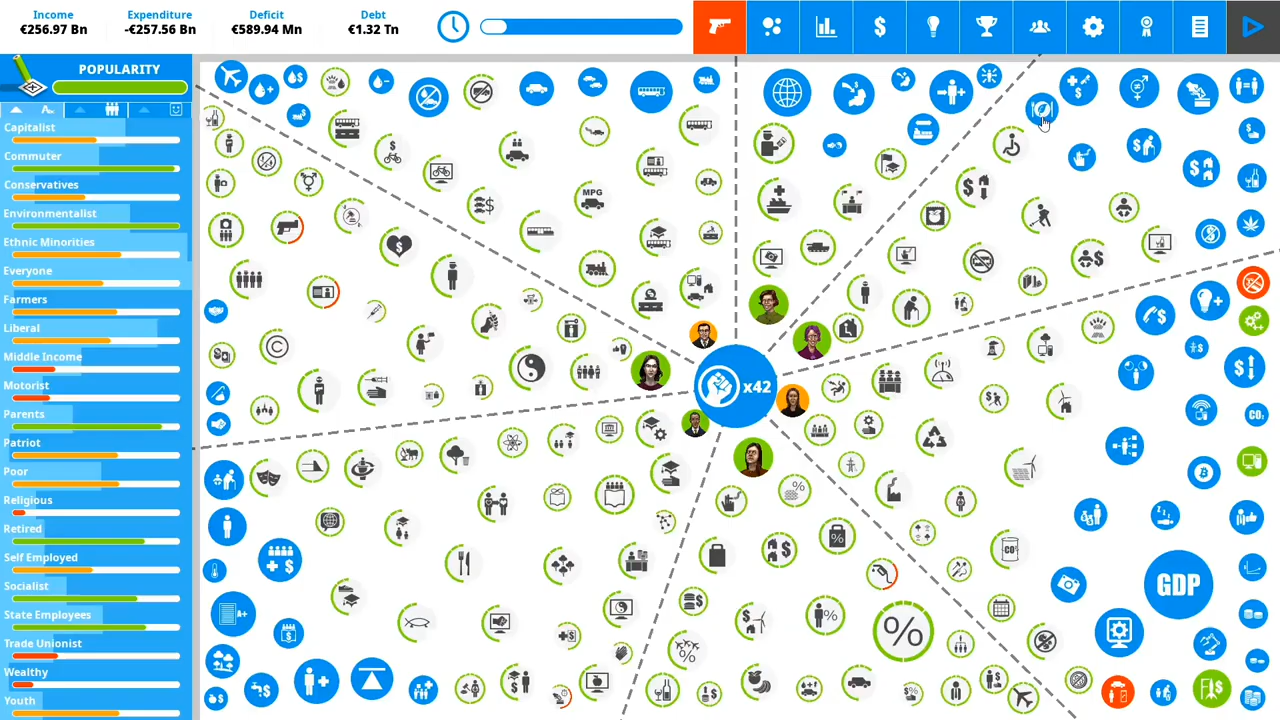 Income
€256.97 Bn
Expenditure
-€257.56 Bn
Deficit
€589.94 Mn
Debt
€1.32 Tn
POPULARITY
Capitalist
Commuter
Conservatives
Environmentalist
Ethnic Minorities
Everyone
Farmers
Liberal
Middle Income
Motorist
Parents
Patriot
Poor
Religious
Retired
Self Employed
Socialist
State Employees
Trade Unionist
Wealthy
Youth
MPG
x42
CO²
GDP
A+